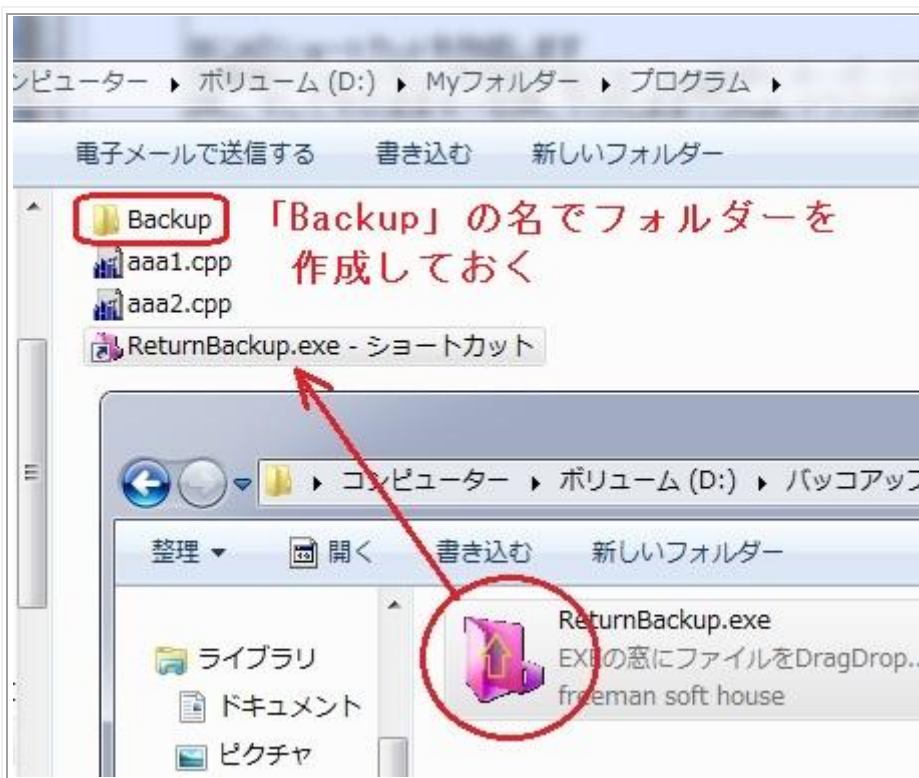 ンピューター ▸ ボリューム (D:) ▸ Myフォルダー ▸ プログラム ▸
電子メールで送信する 書き込む 新しいフォルダー
Backup 「Backup」の名でフォルダーを
aaa1.cpp 作成しておく
aaa2.cpp
ReturnBackup.exe - ショートカット
コンピューター ▸ ボリューム (D:) ▸ バッコアップ
整理 開く 書き込む 新しいフォルダー
ReturnBackup.exe
ライブラリ EXEの窓にファイルをDragDrop...
ドキュメント freeman soft house
ピクチャ